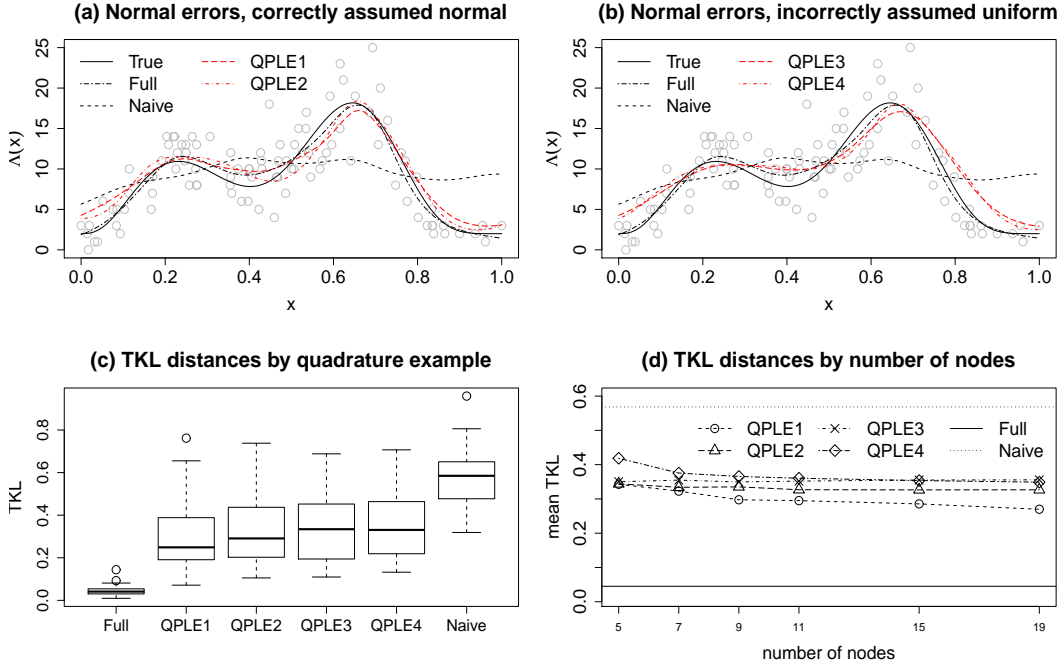 (a) Normal errors, correctly assumed normal
True
Full
Naive
QPLE1
QPLE2
Λ(x)
25
20
15
10
5
0
0.0 0.2 0.4 0.6 0.8 1.0
x
(b) Normal errors, incorrectly assumed uniform
True
Full
Naive
QPLE3
QPLE4
Λ(x)
25
20
15
10
5
0
0.0 0.2 0.4 0.6 0.8 1.0
x
(c) TKL distances by quadrature example
TKL
0.8
0.6
0.4
0.2
0.0
Full QPLE1 QPLE2 QPLE3 QPLE4 Naive
(d) TKL distances by number of nodes
QPLE1
QPLE2
QPLE3
QPLE4
Full
Naive
mean TKL
0.6
0.4
0.2
0.0
5 7 9 11 15 19
number of nodes